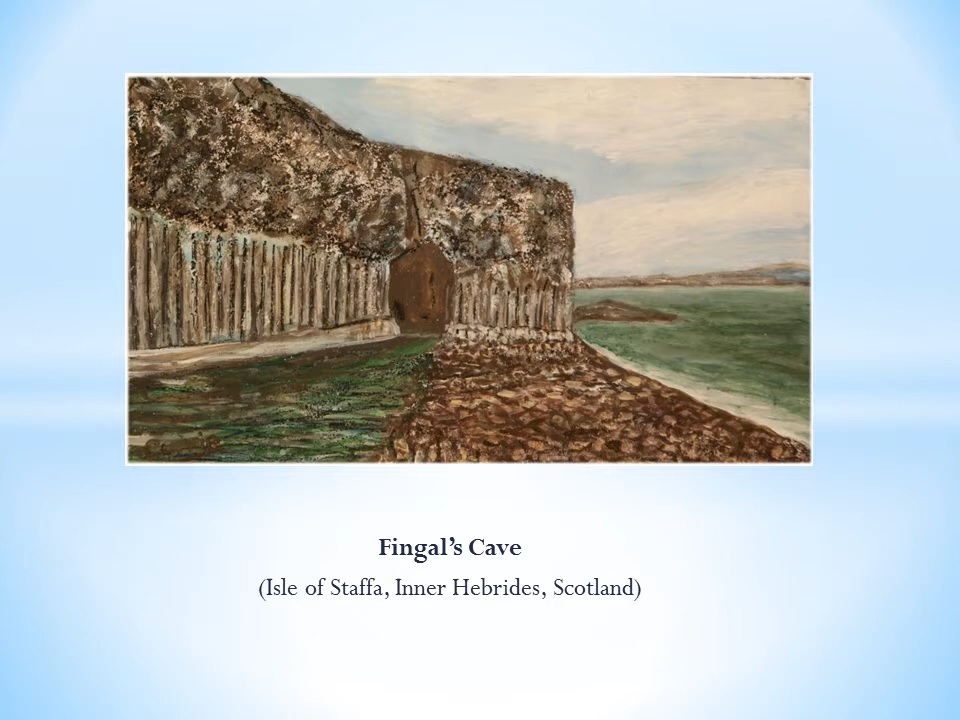 Fingal’s Cave
(Isle of Staffa, Inner Hebrides, Scotland)